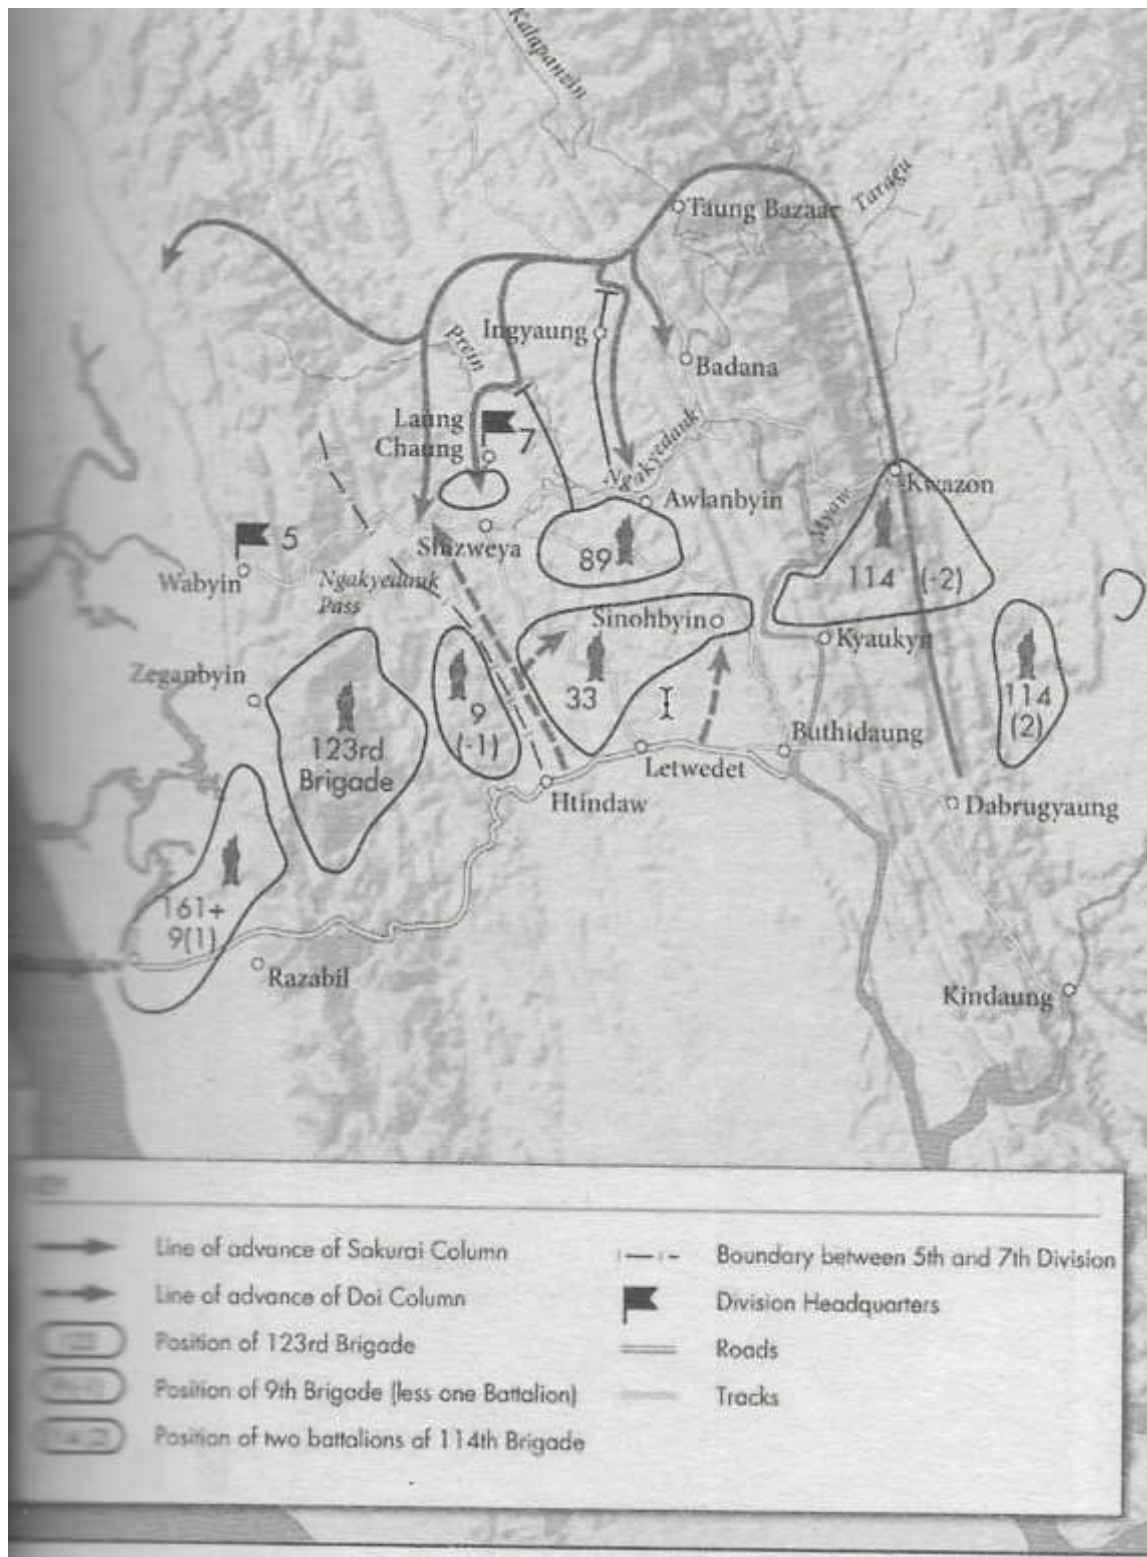 Kalapanzin
Taung Bazaar
Turagu
Ingyaung
Prein
Badana
Laung
Chaung
7
Ngakyedauk
Kwazon
Awlanbyin
Myaw
5
Sinzweya
89
114 (-2)
Wabyin
Ngakyedauk
Pass
Sinohbyin
Kyaukyit
Zeganbyin
33
114
(2)
9
(-1)
123rd
Brigade
Buthidaung
Letwedet
Htindaw
Dabrugyaung
161+
9(1)
Razabil
Kindaung
Line of advance of Sakurai Column
Line of advance of Doi Column
Position of 123rd Brigade
Position of 9th Brigade (less one Battalion)
Position of two battalions of 114th Brigade
Boundary between 5th and 7th Division
Division Headquarters
Roads
Tracks